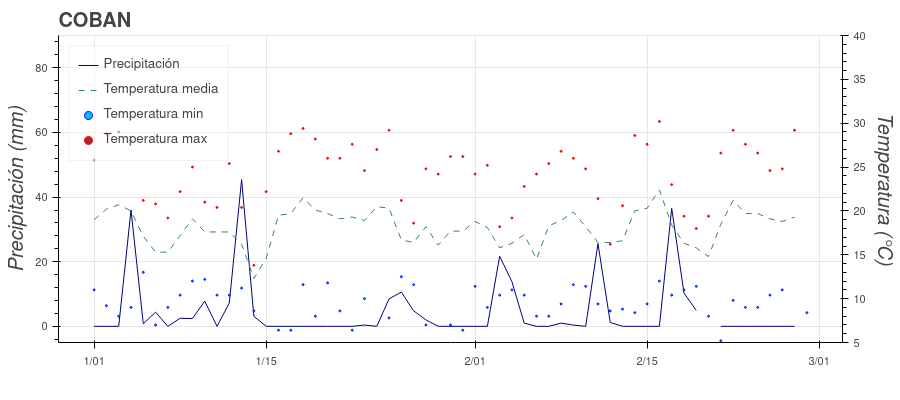 COBAN
Precipitación
Temperatura media
Temperatura min
Temperatura max
Precipitación (mm)
80
60
40
20
0
40
35
30
25
20
15
10
5
Temperatura (°C)
1/01
1/15
2/01
2/15
3/01